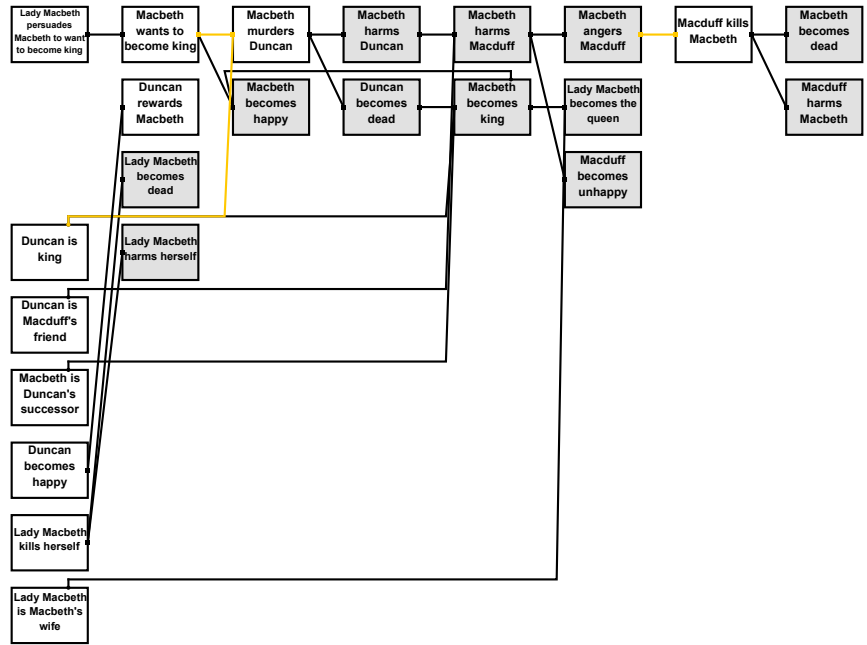 Lady Macbeth
persuades
Macbeth to want
to become king
Macbeth
wants to
become king
Macbeth
murders
Duncan
Macbeth
harms
Duncan
Macbeth
harms
Macduff
Macbeth
angers
Macduff
Macduff kills
Macbeth
Macbeth
becomes
dead
Duncan
rewards
Macbeth
Macbeth
becomes
happy
Duncan
becomes
dead
Macbeth
becomes
king
Lady Macbeth
becomes the
queen
Macduff
harms
Macbeth
Lady Macbeth
becomes
dead
Macduff
becomes
unhappy
Duncan is
king
Lady Macbeth
harms herself
Duncan is
Macduff's
friend
Macbeth is
Duncan's
successor
Duncan
becomes
happy
Lady Macbeth
kills herself
Lady Macbeth
is Macbeth's
wife